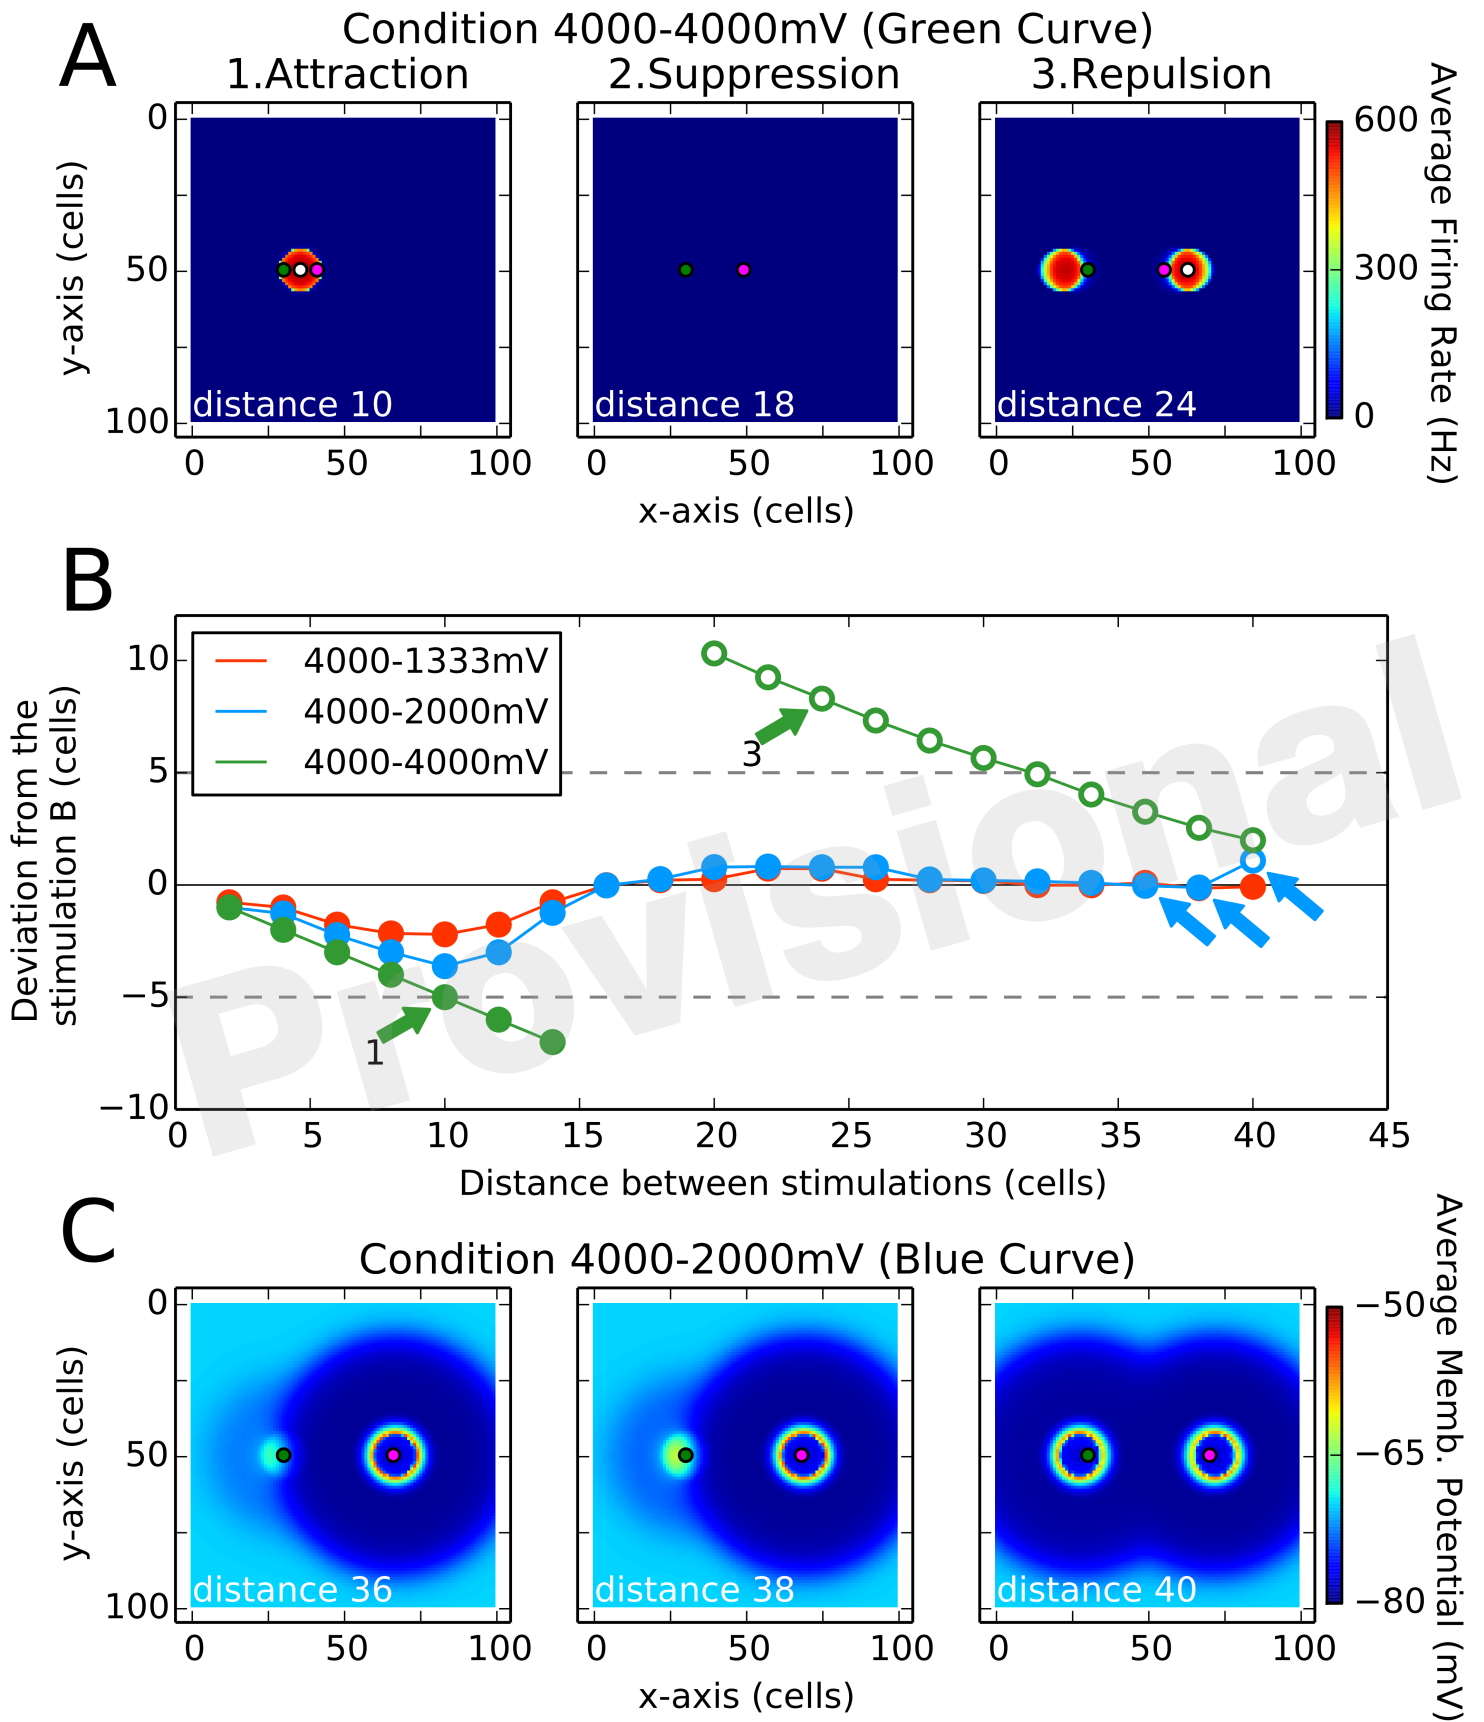 A
Condition 4000-4000mV (Green Curve)
1.Attraction
2.Suppression
3.Repulsion
0
50
100
y-axis (cells)
distance 10
distance 18
distance 24
0
50
100
0
50
100
0
50
100
x-axis (cells)
600
300
0
Average Firing Rate (Hz)
B
4000-1333mV
4000-2000mV
4000-4000mV
10
5
0
−5
−10
Deviation from the
stimulation B (cells)
3
1
Provisional
0
5
10
15
20
25
30
35
40
45
Distance between stimulations (cells)
C
Condition 4000-2000mV (Blue Curve)
0
50
100
y-axis (cells)
distance 36
distance 38
distance 40
0
50
100
0
50
100
0
50
100
x-axis (cells)
−50
−65
−80
Average Memb. Potential (mV)